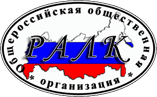 Общероссийская общественная
РАЛК
* организация *